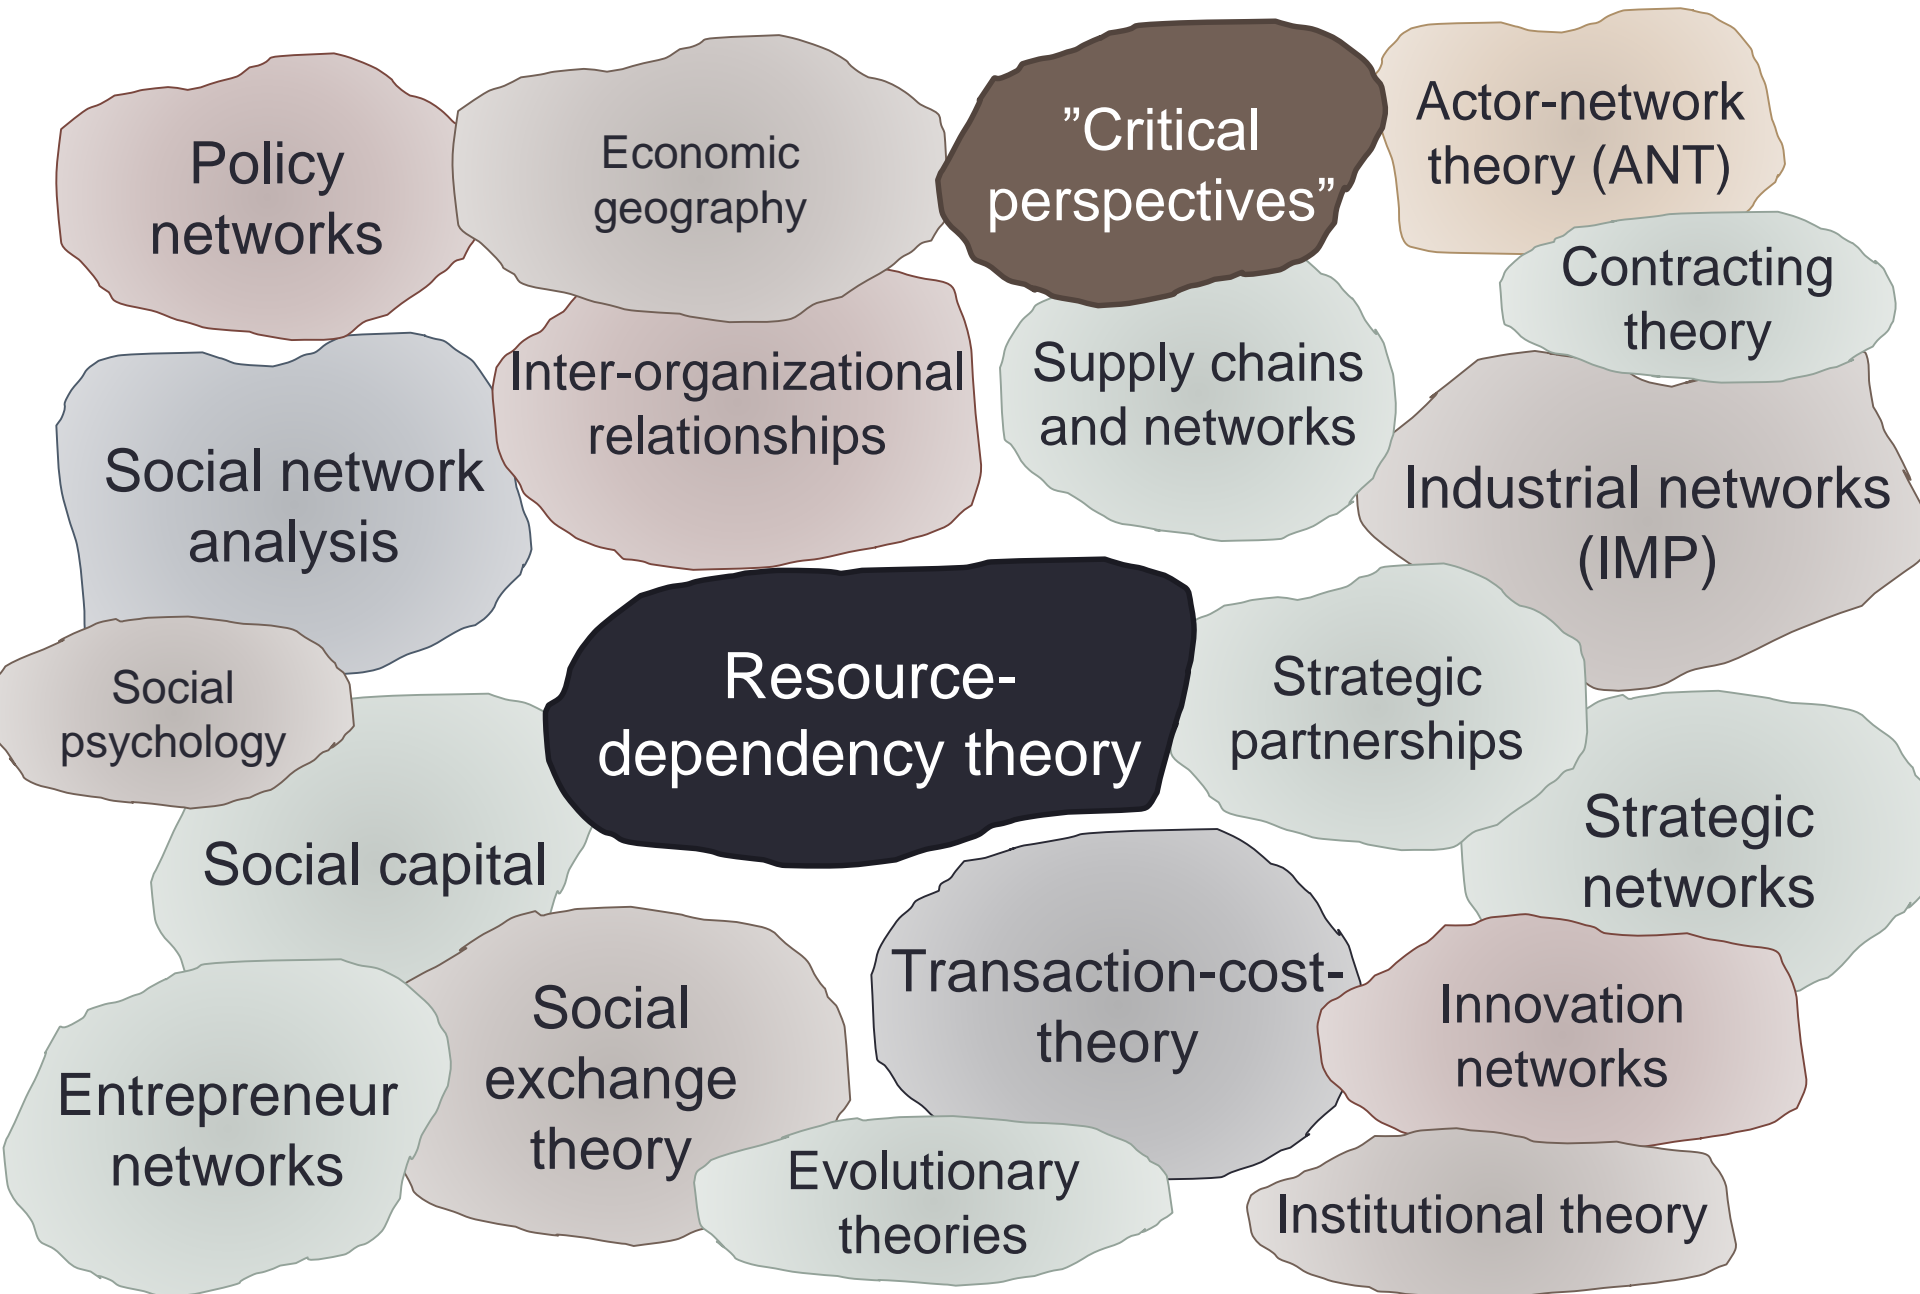 Policy
networks
Economic
geography
”Critical
perspectives”
Actor-network
theory (ANT)
Contracting
theory
Social network
analysis
Inter-organizational
relationships
Supply chains
and networks
Industrial networks
(IMP)
Social
psychology
Resource-
dependency theory
Strategic
partnerships
Strategic
networks
Social capital
Entrepreneur
networks
Social
exchange
theory
Transaction-cost-
theory
Innovation
networks
Evolutionary
theories
Institutional theory